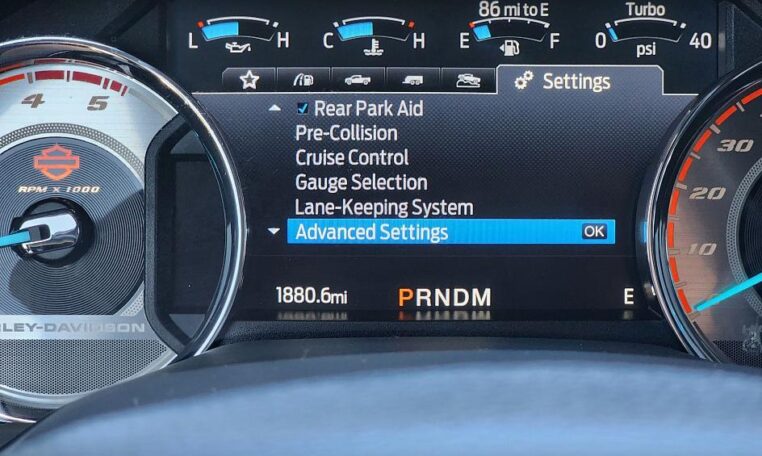 86 mi to E
Turbo
L H
C H
E F
0 40
psi
Settings
Rear Park Aid
Pre-Collision
Cruise Control
Gauge Selection
Lane-Keeping System
Advanced Settings OK
1880.6mi PRNDM E
4 5
RPM X 1000
HARLEY-DAVIDSON
30
20
10